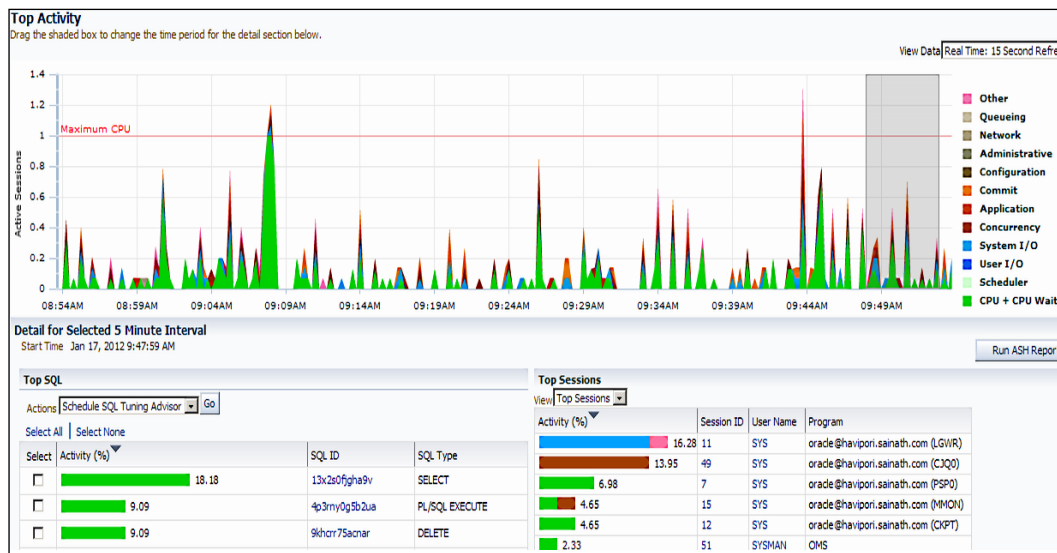 Top Activity
Drag the shaded box to change the time period for the detail section below.
View Data Real Time: 15 Second Refre
1.4
1.2
1
0.8
0.6
0.4
0.2
0
Active Sessions
Maximum CPU
08:54AM 08:59AM 09:04AM 09:09AM 09:14AM 09:19AM 09:24AM 09:29AM 09:34AM 09:39AM 09:44AM 09:49AM
Other
Queueing
Network
Administrative
Configuration
Commit
Application
Concurrency
System I/O
User I/O
Scheduler
CPU + CPU Wait
Detail for Selected 5 Minute Interval
Start Time Jan 17, 2012 9:47:59 AM
Run ASH Repor
Top SQL
Actions Schedule SQL Tuning Advisor Go
Select All | Select None
Select Activity (%) SQL ID SQL Type
18.18 13x2s0fjgha9v SELECT
9.09 4p3rny0g5b2ua PL/SQL EXECUTE
9.09 9khcrr75acnar DELETE
Top Sessions
View Top Sessions
Activity (%) Session ID User Name Program
16.28 11 SYS oracle@havipori.sainath.com (LGWR)
13.95 49 SYS oracle@havipori.sainath.com (CJQ0)
6.98 7 SYS oracle@havipori.sainath.com (PSP0)
4.65 15 SYS oracle@havipori.sainath.com (MMON)
4.65 12 SYS oracle@havipori.sainath.com (CKPT)
2.33 51 SYSMAN OMS